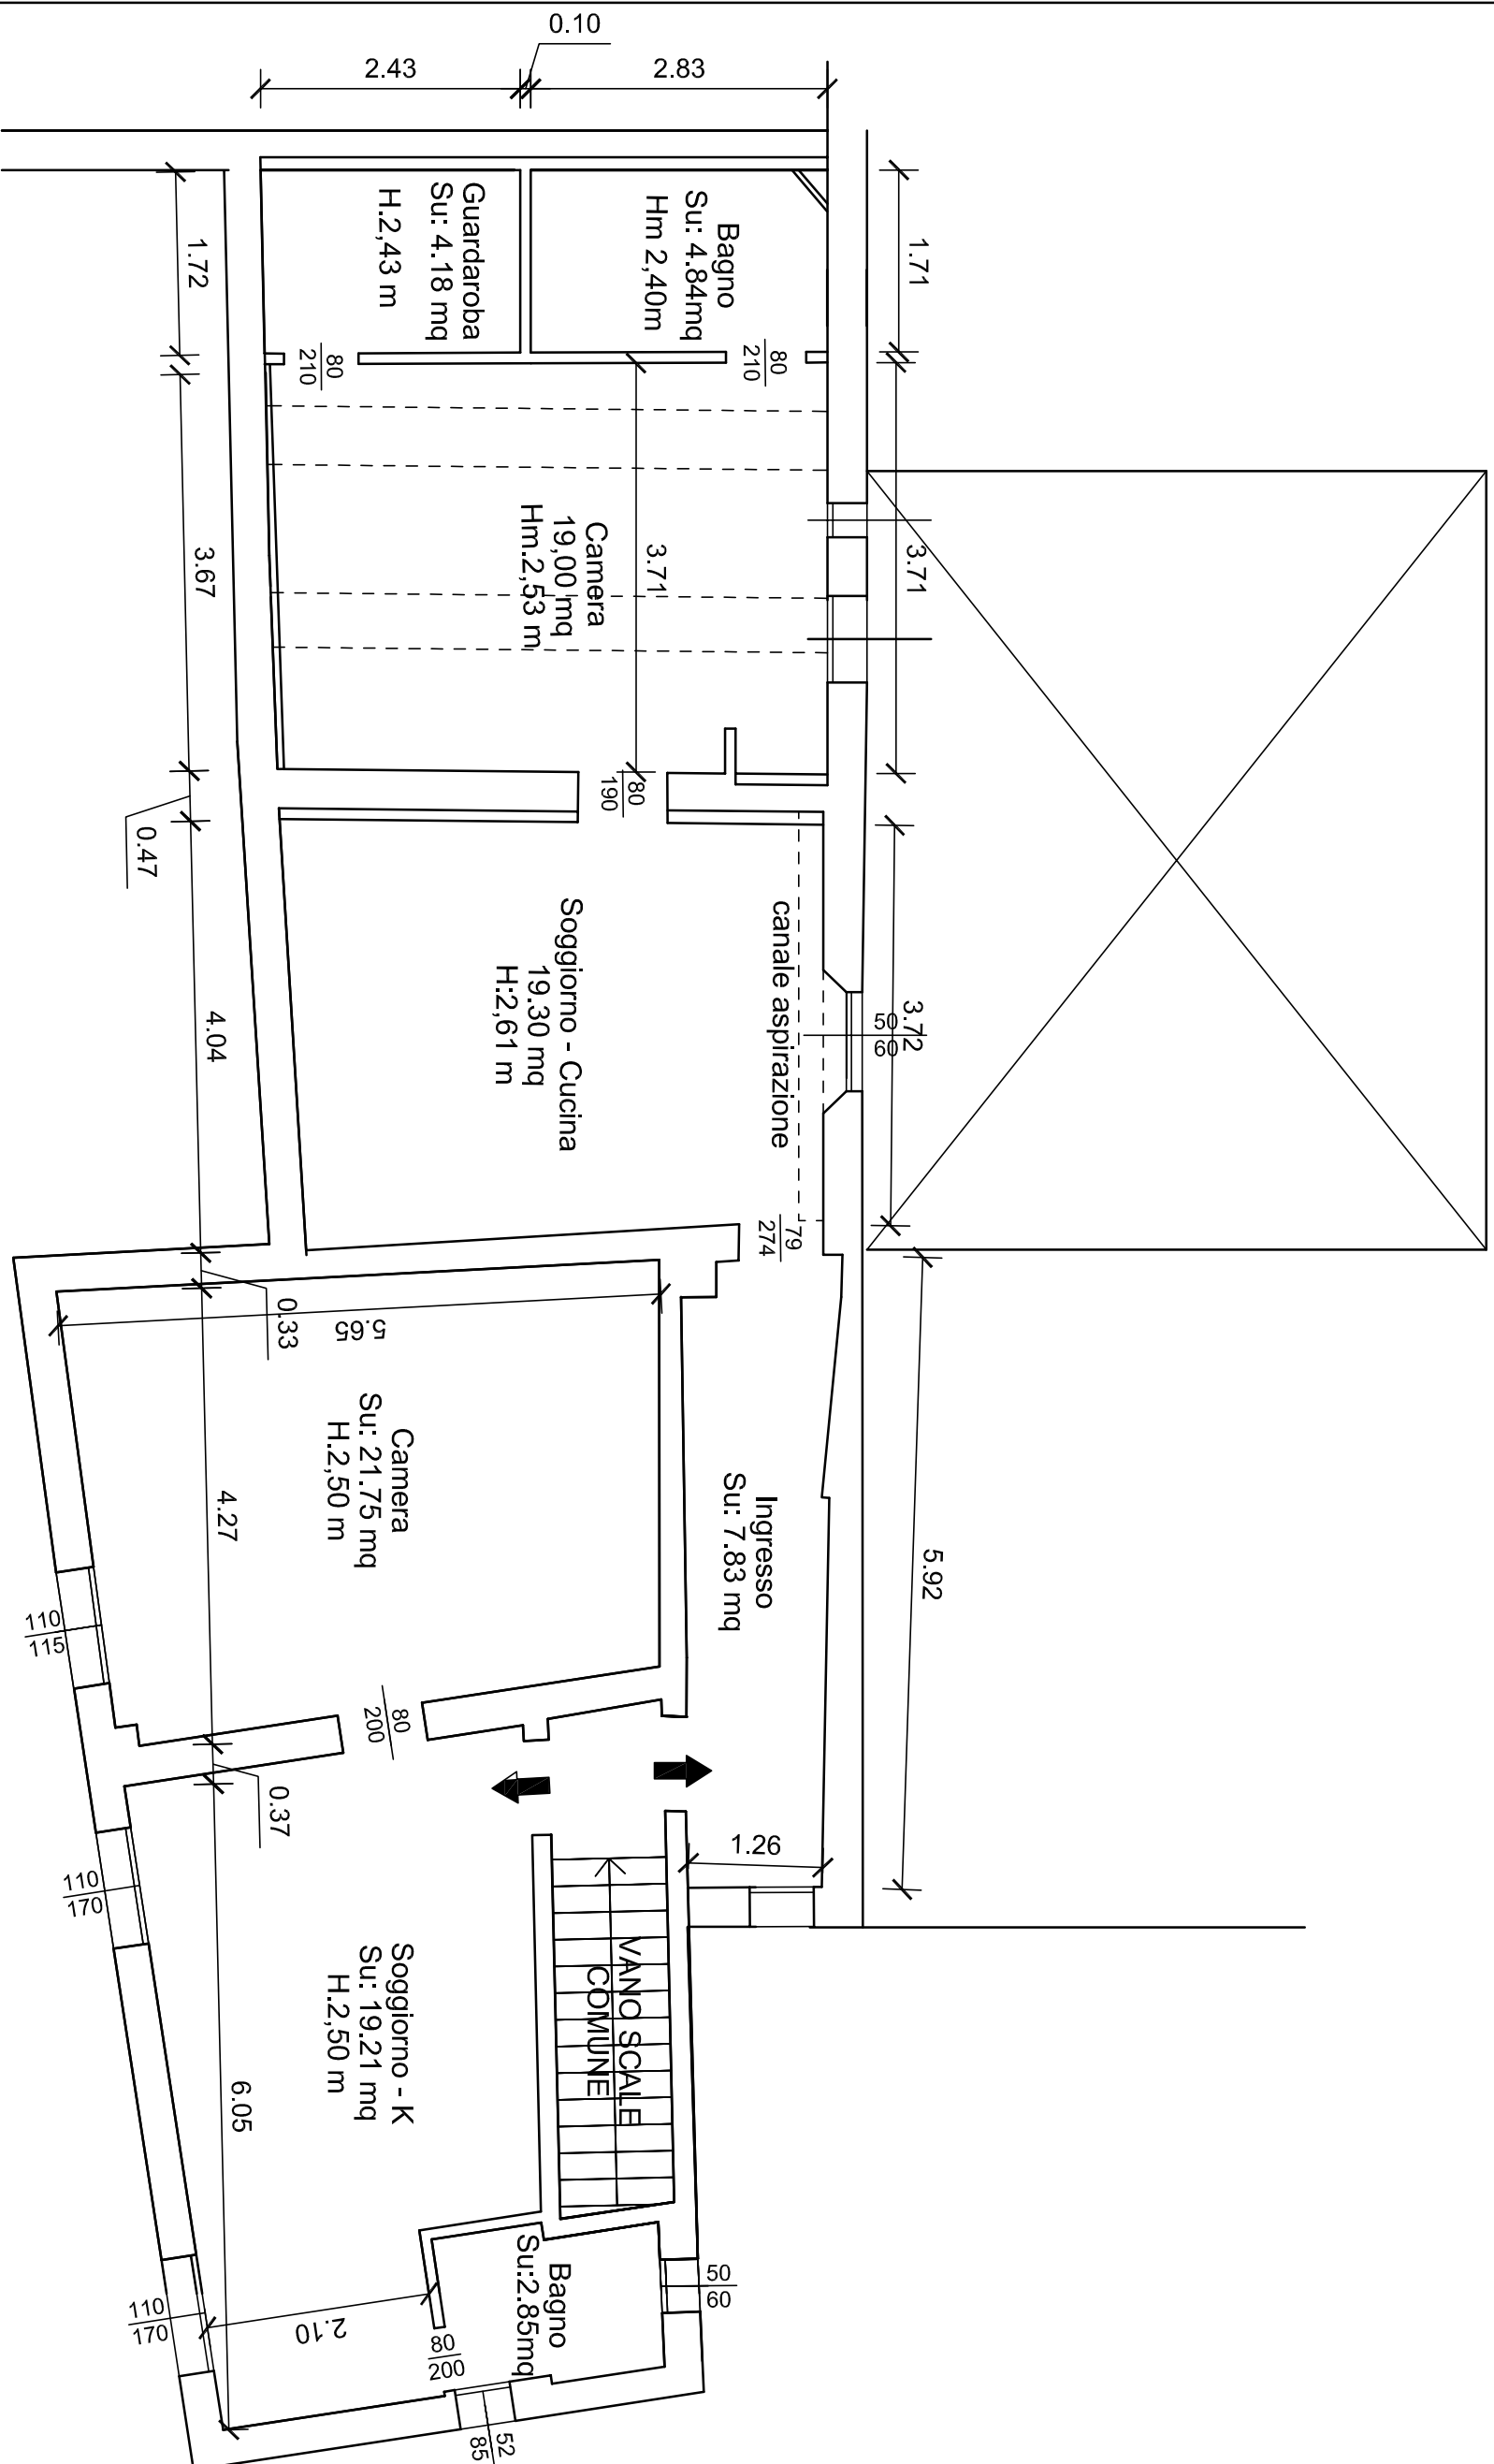 0.10
2.43
2.83
Guardaroba
Su: 4.18 mq
H.2,43 m
Bagno
Su: 4.84mq
Hm 2,40m
1.72
1.71
80
210
80
210
Camera
19,00 mq
Hm.2,53 m
3.71
3.71
3.67
80
190
0.47
Soggiorno - Cucina
19.30 mq
H:2,61 m
canale aspirazione
50
60
3.72
4.04
79
274
0.33
5.65
Camera
Su: 21.75 mq
H.2,50 m
4.27
Ingresso
Su: 7.83 mq
5.92
110
115
80
200
0.37
1.26
110
170
VANO SCALE
COMUNE
Soggiorno - K
Su: 19.21 mq
H.2,50 m
6.05
Bagno
Su:2.85mq
50
60
110
170
2.10
80
200
52
85